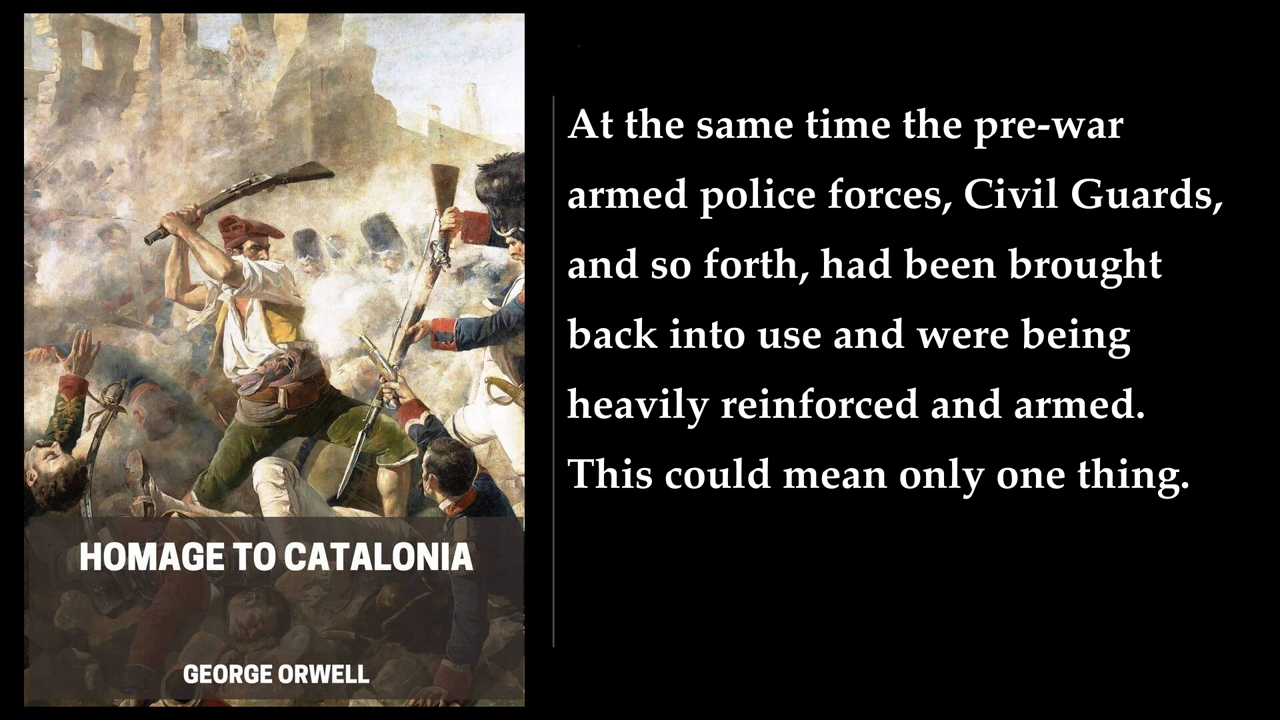 HOMAGE TO CATALONIA
GEORGE ORWELL
At the same time the pre-war
armed police forces, Civil Guards,
and so forth, had been brought
back into use and were being
heavily reinforced and armed.
This could mean only one thing.